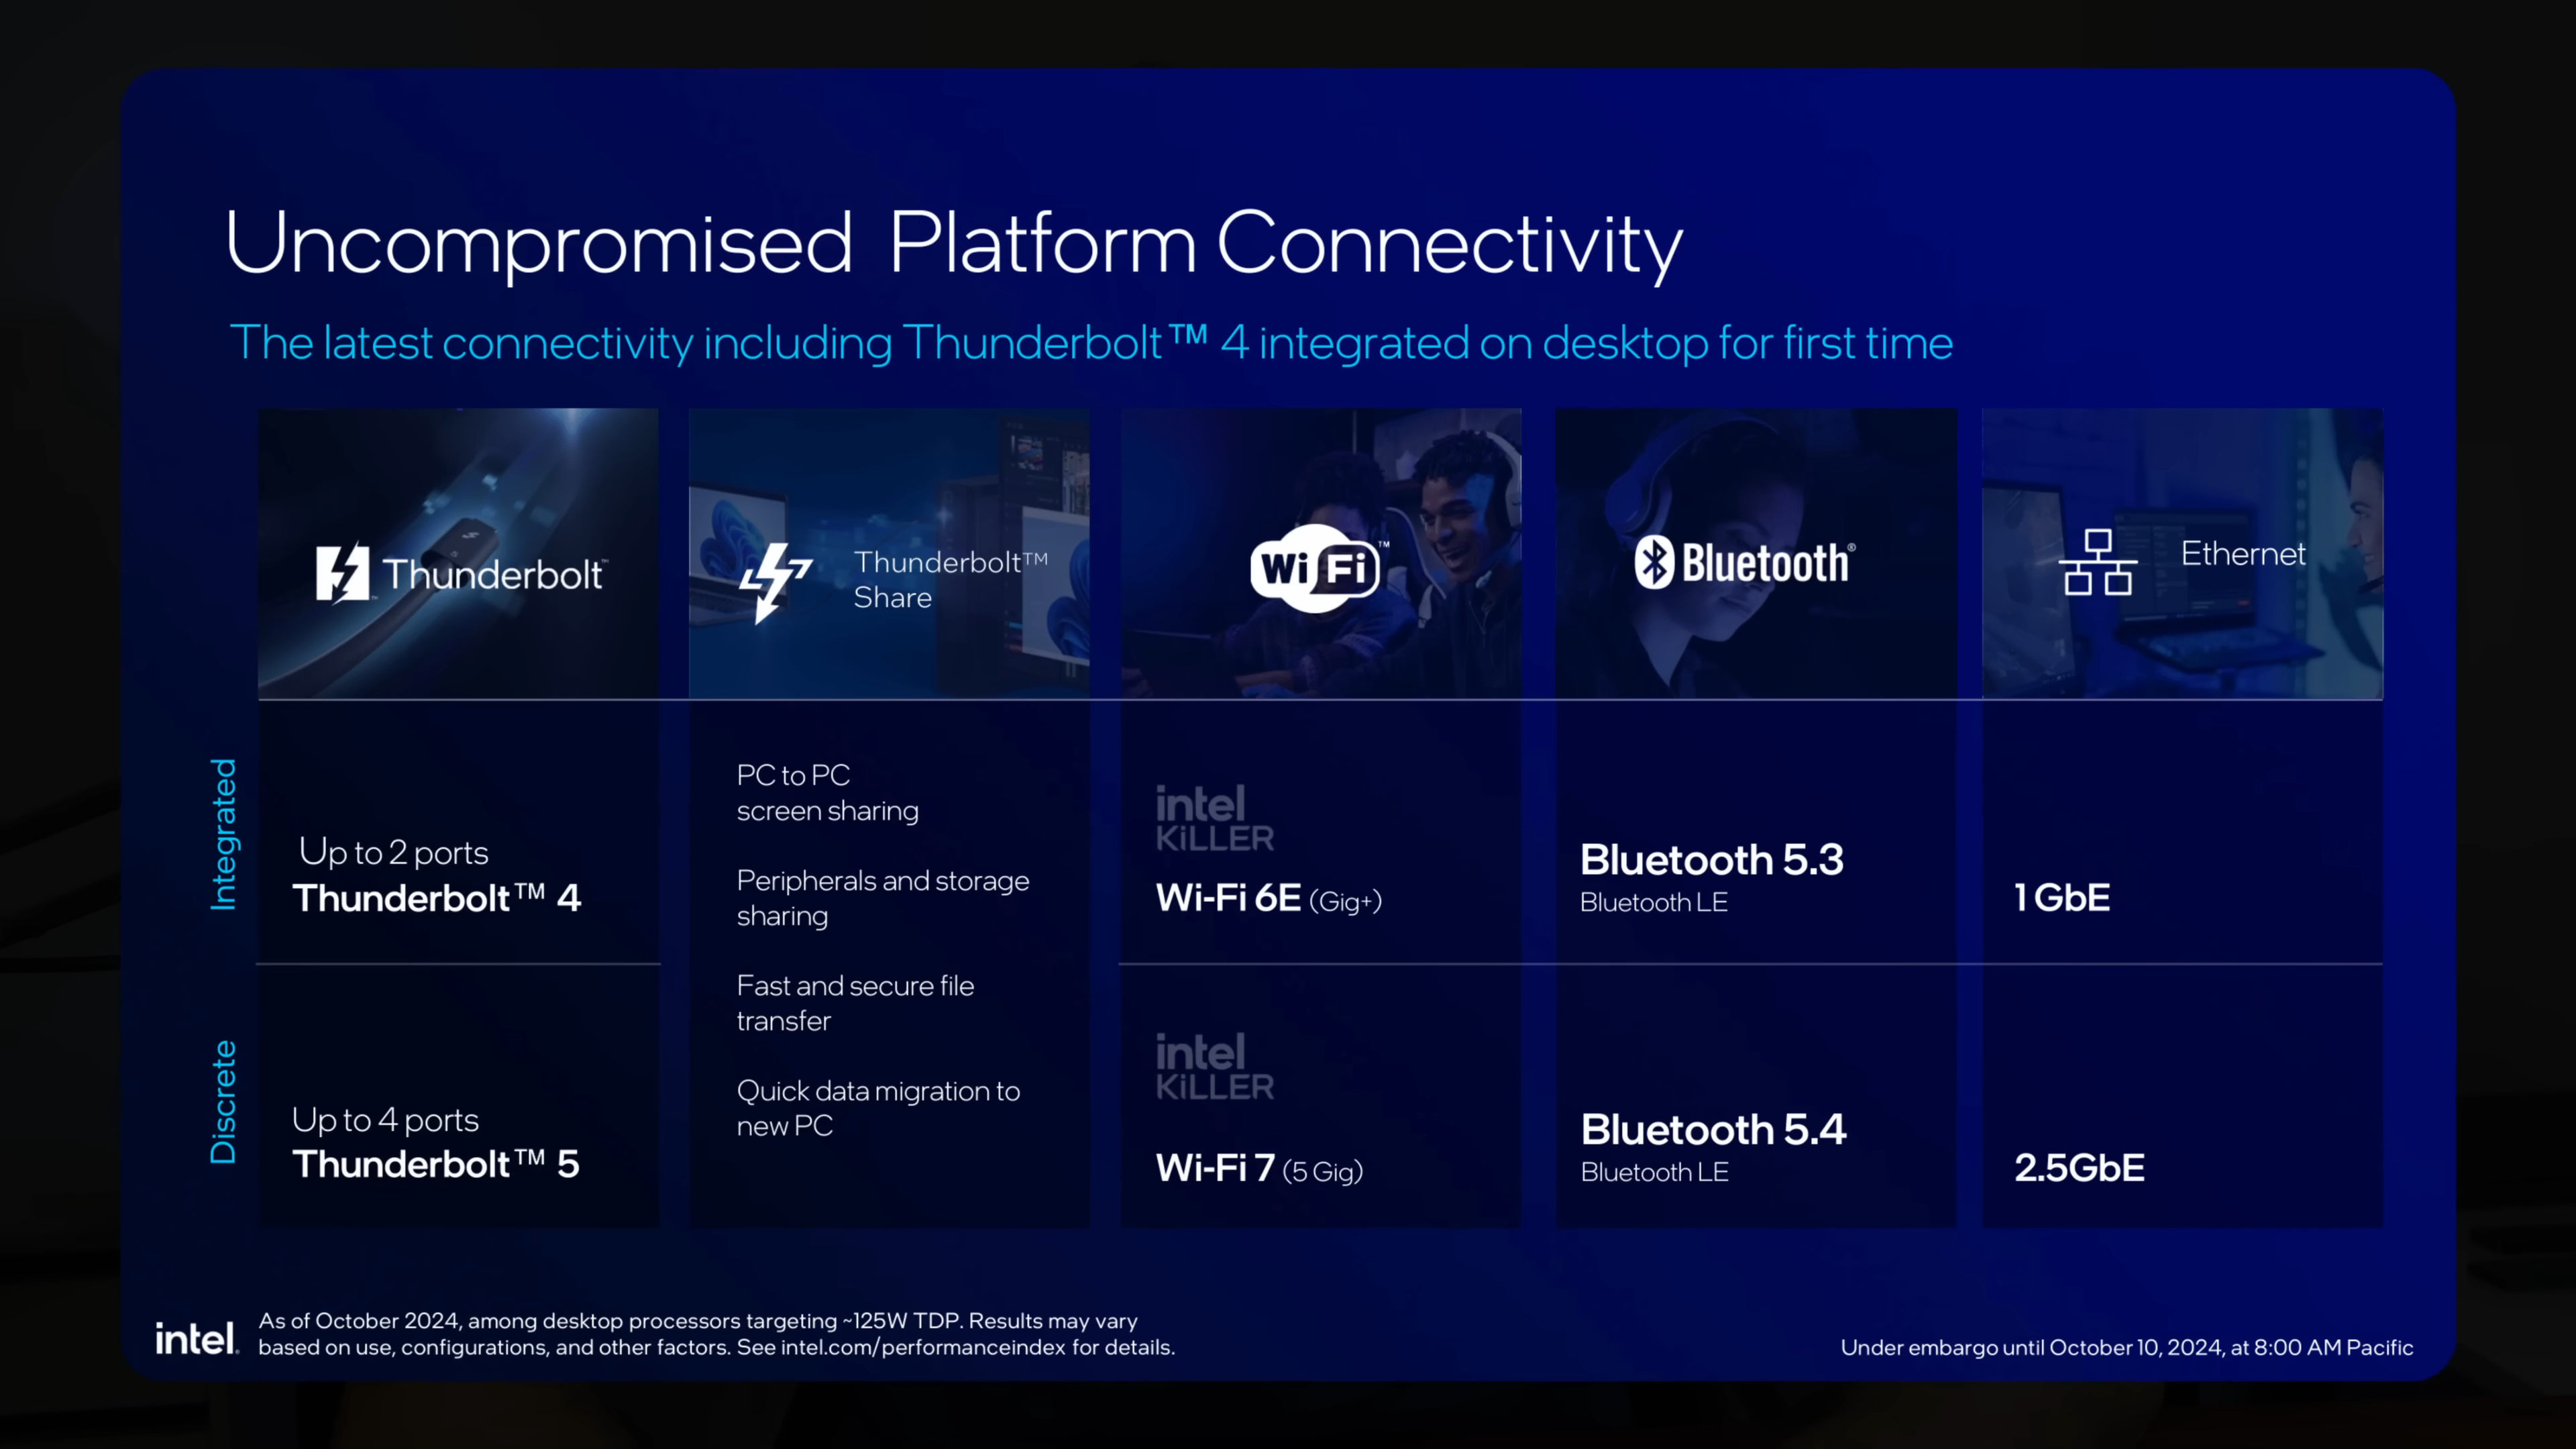 Uncompromised Platform Connectivity
The latest connectivity including Thunderbolt™ 4 integrated on desktop for first time
Thunderbolt™
Thunderbolt™
Share
Wi Fi™
Bluetooth®
Ethernet
Integrated
Up to 2 ports
Thunderbolt™ 4
PC to PC
screen sharing
Peripherals and storage
sharing
Fast and secure file
transfer
Quick data migration to
new PC
intel
KiLLER
Wi-Fi 6E (Gig+)
Bluetooth 5.3
Bluetooth LE
1 GbE
Discrete
Up to 4 ports
Thunderbolt™ 5
intel
KiLLER
Wi-Fi 7 (5 Gig)
Bluetooth 5.4
Bluetooth LE
2.5GbE
intel.
As of October 2024, among desktop processors targeting ~125W TDP. Results may vary
based on use, configurations, and other factors. See intel.com/performanceindex for details.
Under embargo until October 10, 2024, at 8:00 AM Pacific